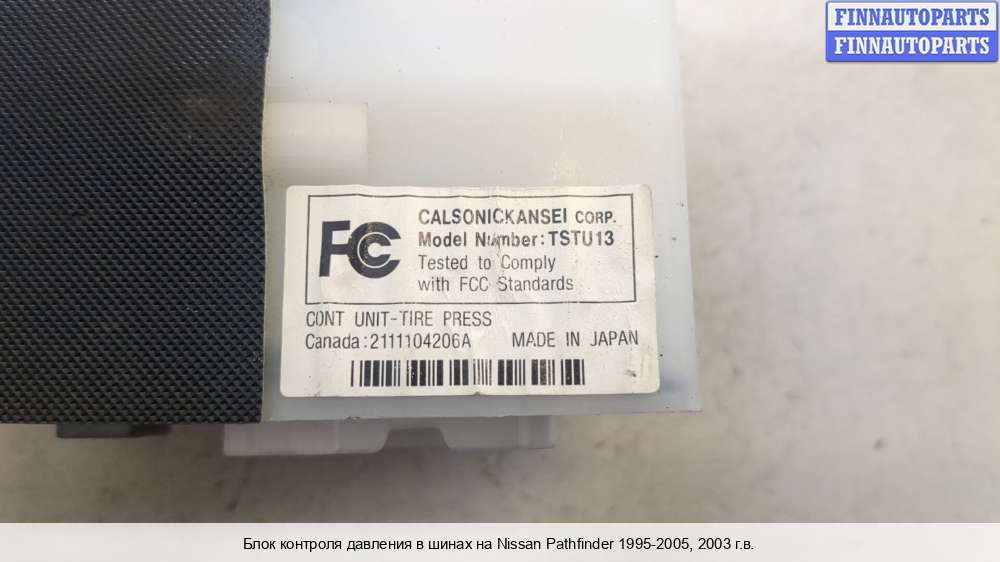 FINNAUTOPARTS
FINNAUTOPARTS
FC
CALSONICKANSEI CORP.
Model Number:TSTU13
Tested to Comply
with FCC Standards
CONT UNIT-TIRE PRESS
Canada:2111104206A MADE IN JAPAN
Блок контроля давления в шинах на Nissan Pathfinder 1995-2005, 2003 г.в.